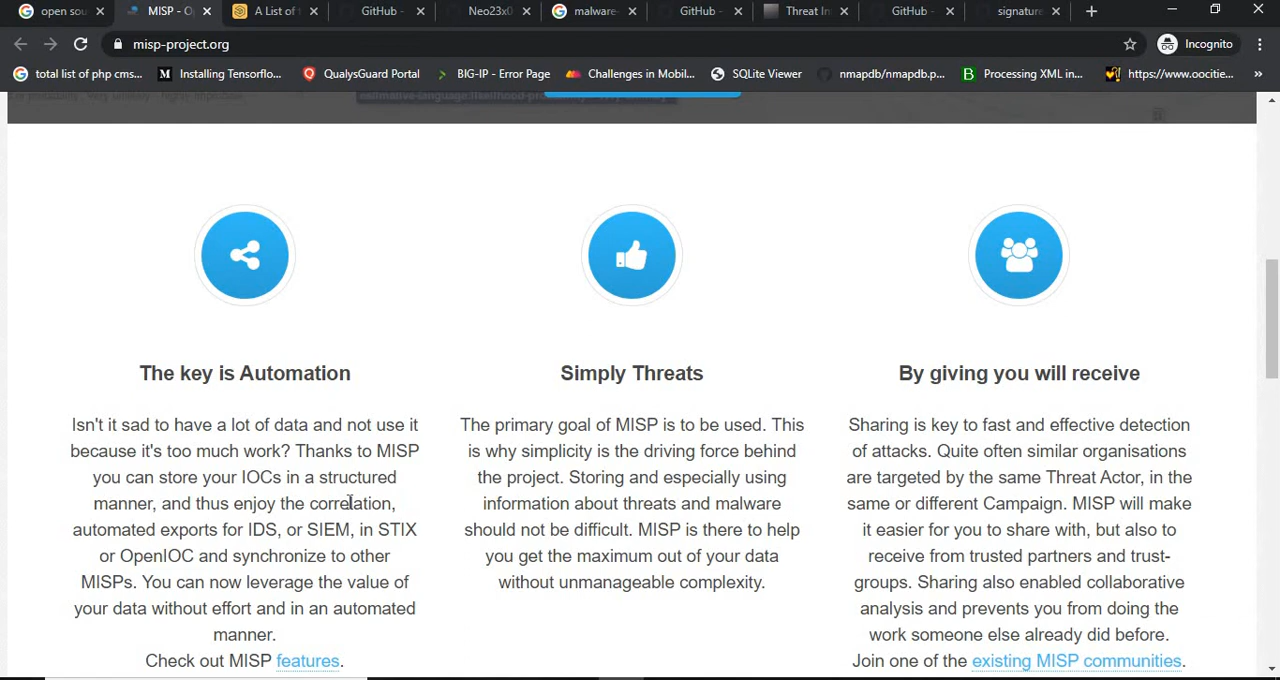 open sou
MISP - O
A List of
GitHub -
Neo23x0
malware-
GitHub -
Threat In
GitHub -
signature
misp-project.org
Incognito
total list of php cms...
Installing Tensorflo...
QualysGuard Portal
BIG-IP - Error Page
Challenges in Mobil...
SQLite Viewer
nmapdb/nmapdb.p...
Processing XML in...
https://www.oocitie...
The key is Automation
Isn't it sad to have a lot of data and not use it
because it's too much work? Thanks to MISP
you can store your IOCs in a structured
manner, and thus enjoy the correlation,
automated exports for IDS, or SIEM, in STIX
or OpenIOC and synchronize to other
MISPs. You can now leverage the value of
your data without effort and in an automated
manner.
Check out MISP features.
Simply Threats
The primary goal of MISP is to be used. This
is why simplicity is the driving force behind
the project. Storing and especially using
information about threats and malware
should not be difficult. MISP is there to help
you get the maximum out of your data
without unmanageable complexity.
By giving you will receive
Sharing is key to fast and effective detection
of attacks. Quite often similar organisations
are targeted by the same Threat Actor, in the
same or different Campaign. MISP will make
it easier for you to share with, but also to
receive from trusted partners and trust-
groups. Sharing also enabled collaborative
analysis and prevents you from doing the
work someone else already did before.
Join one of the existing MISP communities.